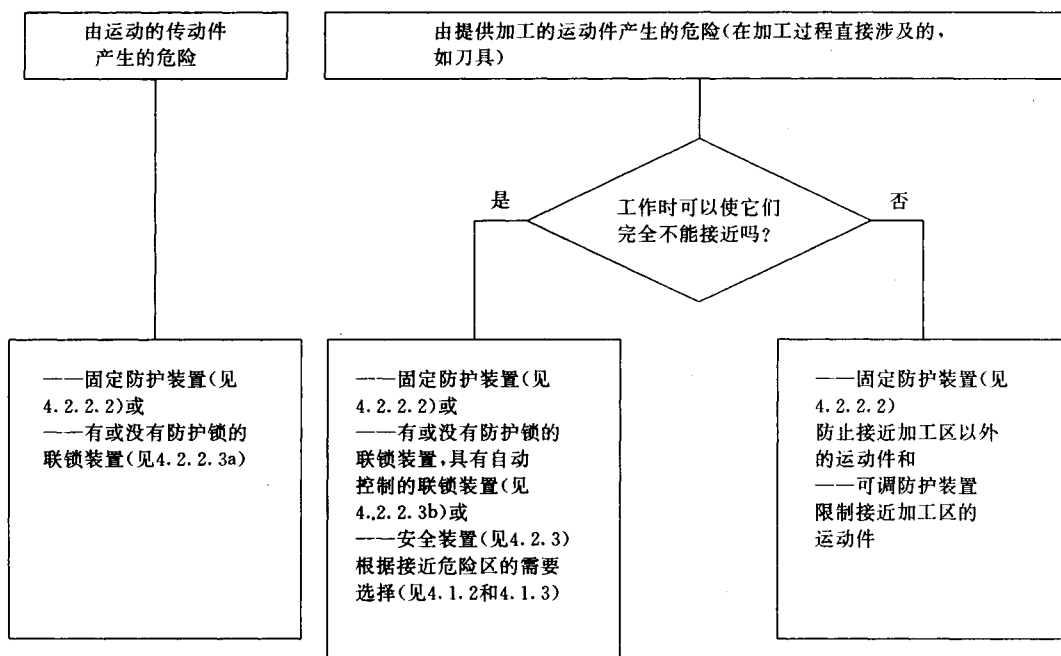 由运动的传动件
产生的危险
由提供加工的运动件产生的危险(在加工过程直接涉及的,
如刀具)
是
工作时可以使它们
完全不能接近吗?
否
——固定防护装置(见
4.2.2.2)或
——有或没有防护锁的
联锁装置(见4.2.2.3a)
——固定防护装置(见
4.2.2.2)或
——有或没有防护锁的
联锁装置,具有自动
控制的联锁装置(见
4.2.2.3b)或
——安全装置(见4.2.3)
根据接近危险区的需要
选择(见4.1.2和4.1.3)
——固定防护装置(见
4.2.2.2)
防止接近加工区以外
的运动件和
——可调防护装置
限制接近加工区的
运动件